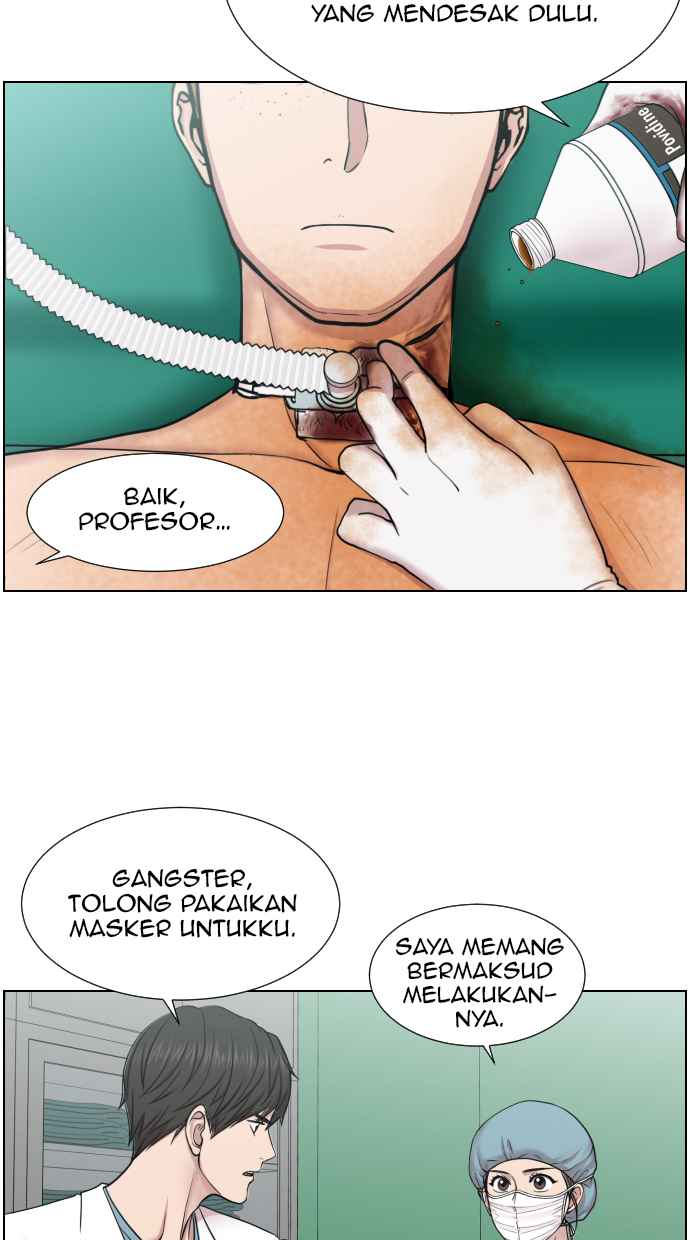 YANG MENDESAK DULU.
Povidine
BAIK,
PROFESOR...
GANGSTER,
TOLONG PAKAIKAN
MASKER UNTUKKU.
SAYA MEMANG
BERMAKSUD
MELAKUKAN-
NYA.